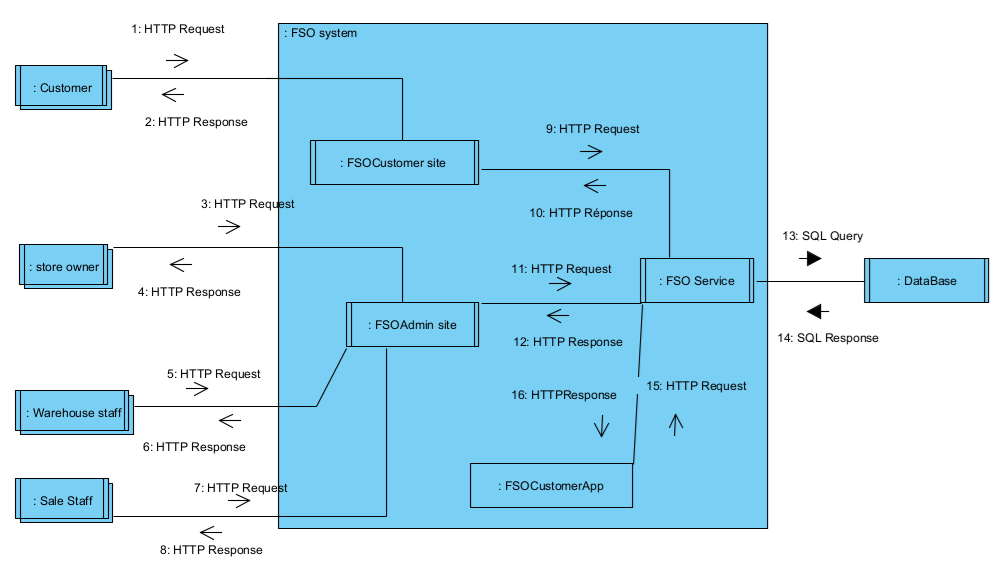 1: HTTP Request
: FSO system
: Customer
2: HTTP Response
9: HTTP Request
: FSOCustomer site
3: HTTP Request
10: HTTP Réponse
13: SQL Query
: store owner
11: HTTP Request
: FSO Service
: DataBase
4: HTTP Response
: FSOAdmin site
12: HTTP Response
14: SQL Response
5: HTTP Request
15: HTTP Request
16: HTTPResponse
: Warehouse staff
6: HTTP Response
7: HTTP Request
: FSOCustomerApp
: Sale Staff
8: HTTP Response